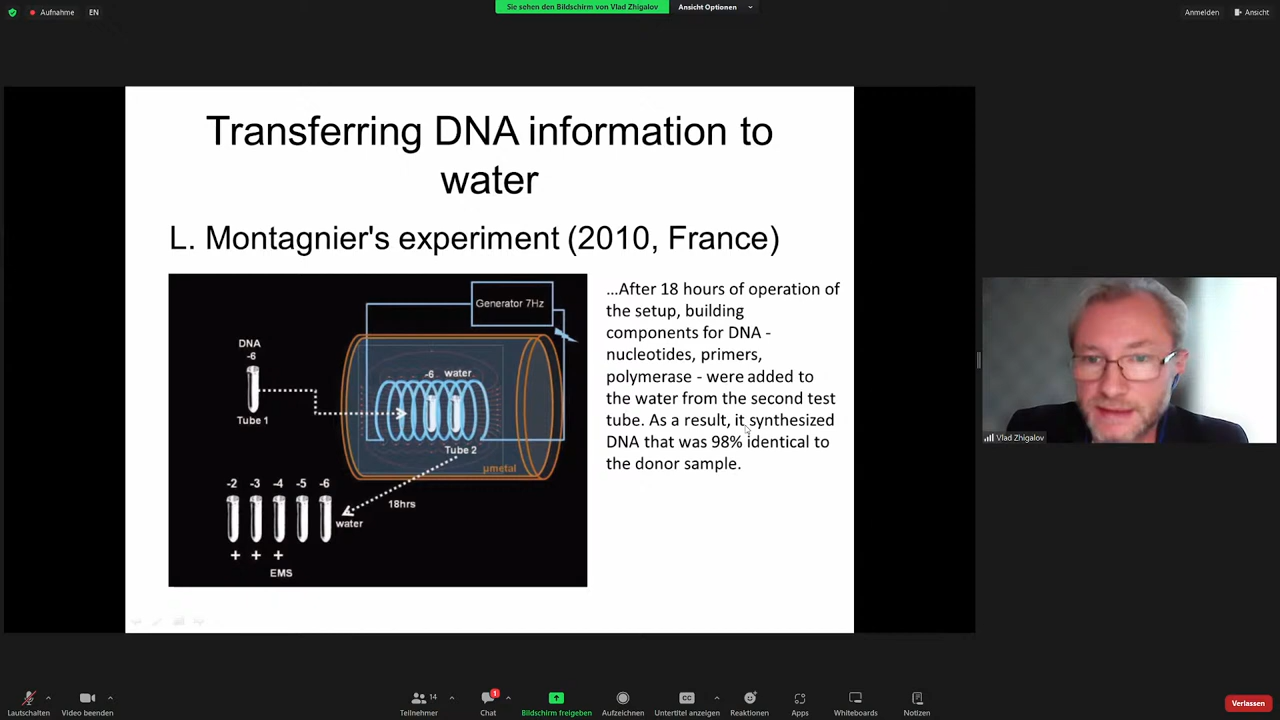 Aufnahme
EN
Sie sehen den Bildschirm von Vlad Zhigalov
Ansicht Optionen
Anmelden
Ansicht
Transferring DNA information to
water
L. Montagnier's experiment (2010, France)
Generator 7Hz
DNA
-6
Tube 1
-6
water
Tube 2
µmetal
18hrs
-2 -3 -4 -5 -6
water
+ + +
EMS
...After 18 hours of operation of
the setup, building
components for DNA -
nucleotides, primers,
polymerase - were added to
the water from the second test
tube. As a result, it synthesized
DNA that was 98% identical to
the donor sample.
Vlad Zhigalov
Lautschalten
Video beenden
14
Teilnehmer
1
Chat
Bildschirm freigeben
Aufzeichnen
CC
Untertitel anzeigen
Reaktionen
Apps
Whiteboards
Notizen
Verlassen